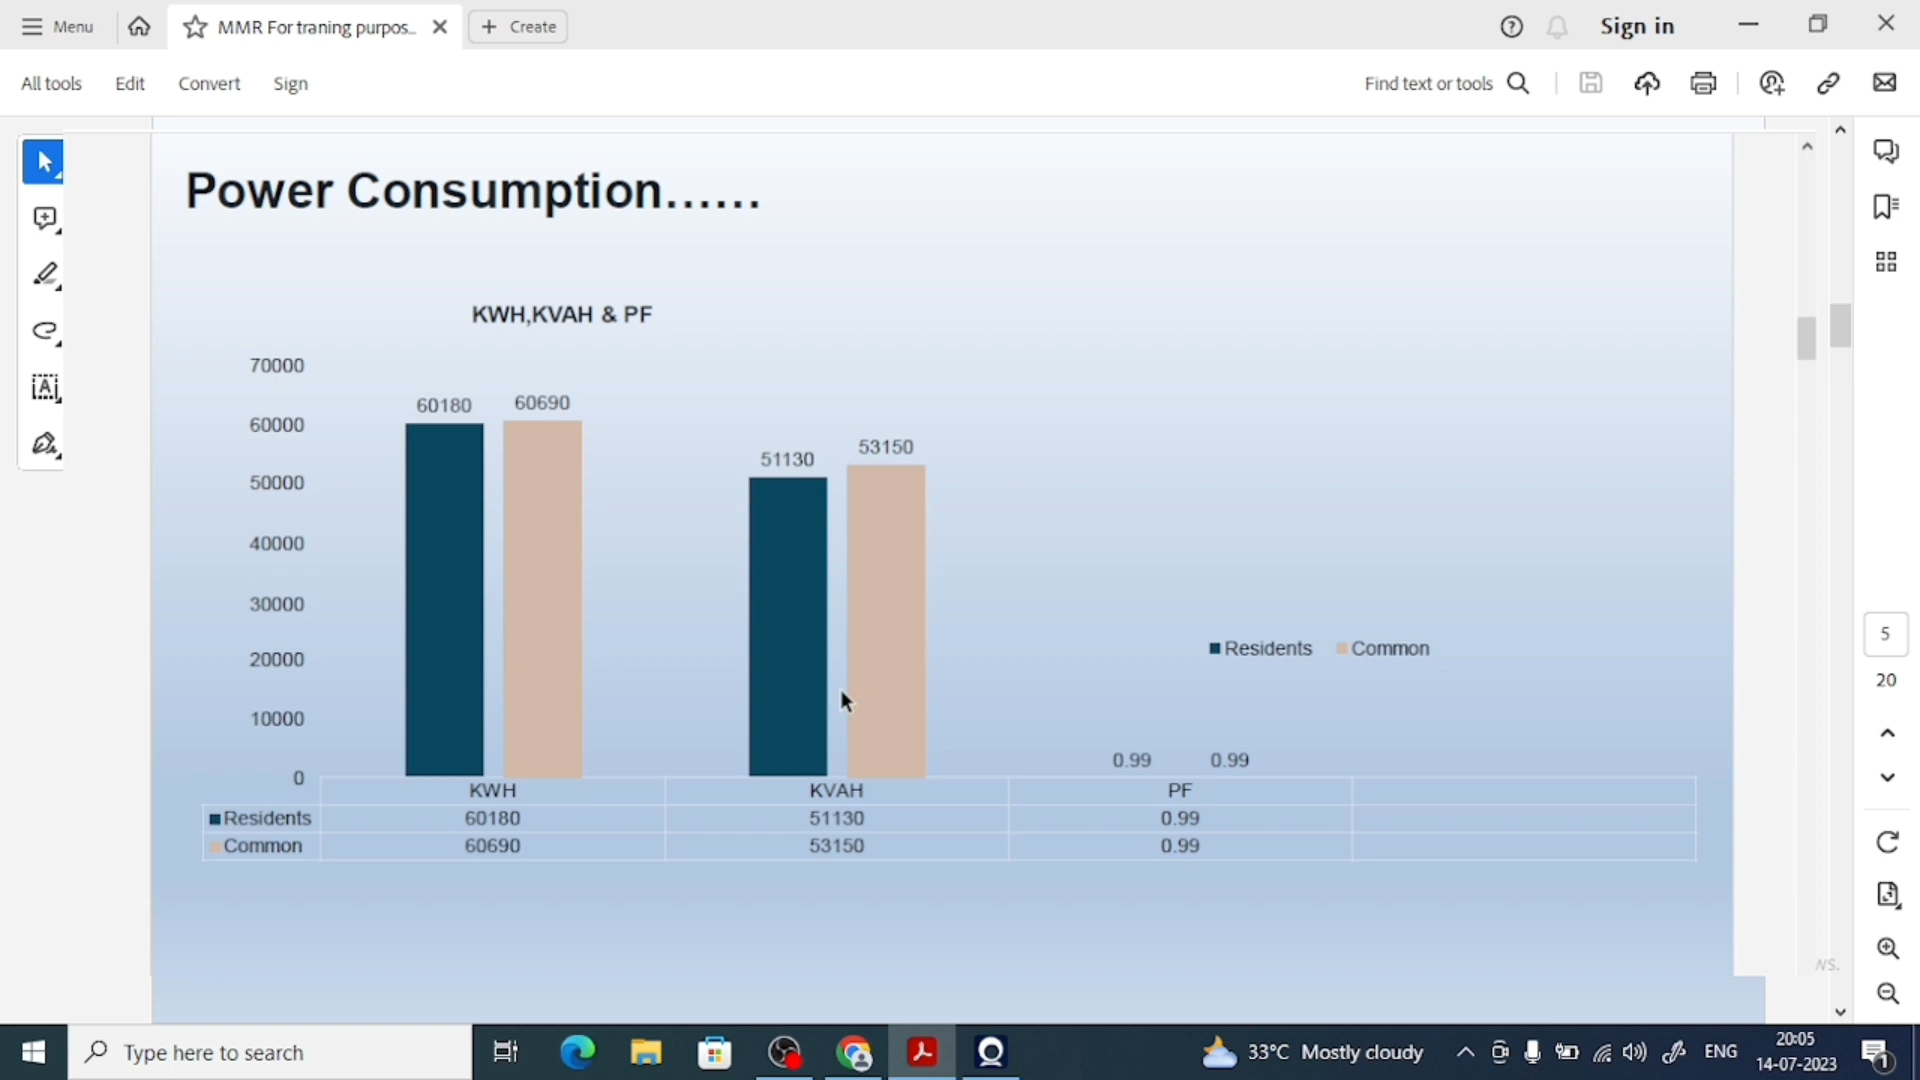 Menu
MMR For traning purpos...
Create
Sign in
All tools
Edit
Convert
Sign
Find text or tools
Power Consumption......
KWH,KVAH & PF
70000
60000
50000
40000
30000
20000
10000
0
60180
60690
51130
53150
0.99
0.99
Residents
Common
KWH KVAH PF
Residents 60180 51130 0.99
Common 60690 53150 0.99
5
20
Type here to search
33°C Mostly cloudy
ENG
20:05
14-07-2023
1